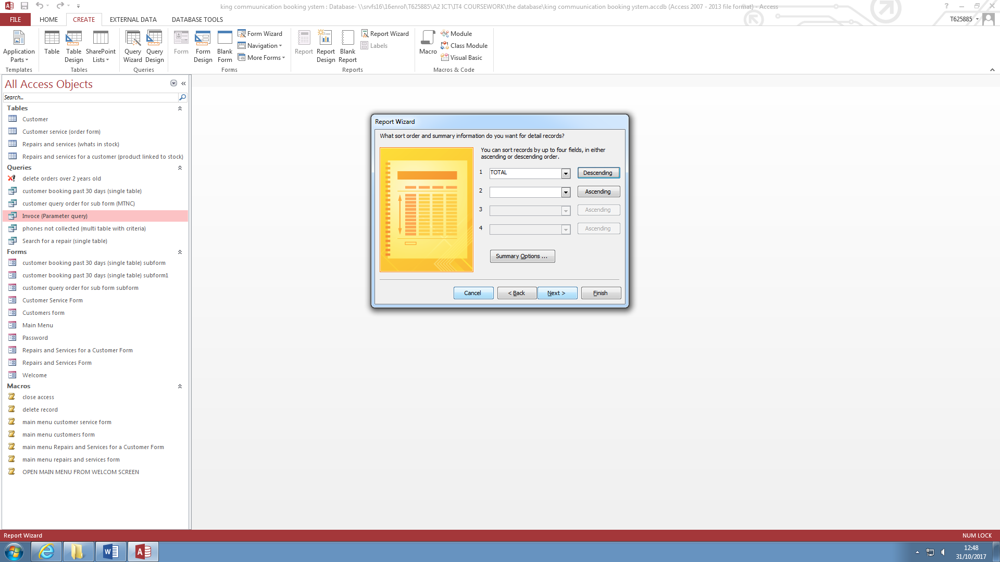 king commuunication booking ystem : Database- \\srvfs16\16enrol\T625885\A2 ICT\IT4 COURSEWORK\the database\king commuunication booking ystem.accdb (Access 2007 - 2013 file format) - Access
FILE HOME CREATE EXTERNAL DATA DATABASE TOOLS T625885
Application Parts
Templates
Table
Table Design
SharePoint Lists
Tables
Query Wizard
Query Design
Queries
Form
Form Design
Blank Form
Form Wizard
Navigation
More Forms
Forms
Report
Report Design
Blank Report
Report Wizard
Labels
Reports
Macro
Module
Class Module
Visual Basic
Macros & Code
All Access Objects
Search...
Tables
Customer
Customer service (order form)
Repairs and services (whats in stock)
Repairs and services for a customer (product linked to stock)
Queries
delete orders over 2 years old
customer booking past 30 days (single table)
customer query order for sub form (MTNC)
Invoce (Parameter query)
phones not collected (multi table with criteria)
Search for a repair (single table)
Forms
customer booking past 30 days (single table) subform
customer booking past 30 days (single table) subform1
customer query order for sub form subform
Customer Service Form
Customers form
Main Menu
Password
Repairs and Services for a Customer Form
Repairs and Services Form
Welcome
Macros
close access
delete record
main menu customer service form
main menu customers form
main menu Repairs and Services for a Customer Form
main menu repairs and services form
OPEN MAIN MENU FROM WELCOM SCREEN
Report Wizard
What sort order and summary information do you want for detail records?
You can sort records by up to four fields, in either
ascending or descending order.
1 TOTAL Descending
2 Ascending
3 Ascending
4 Ascending
Summary Options ...
Cancel < Back Next > Finish
Report Wizard NUM LOCK
12:48
31/10/2017